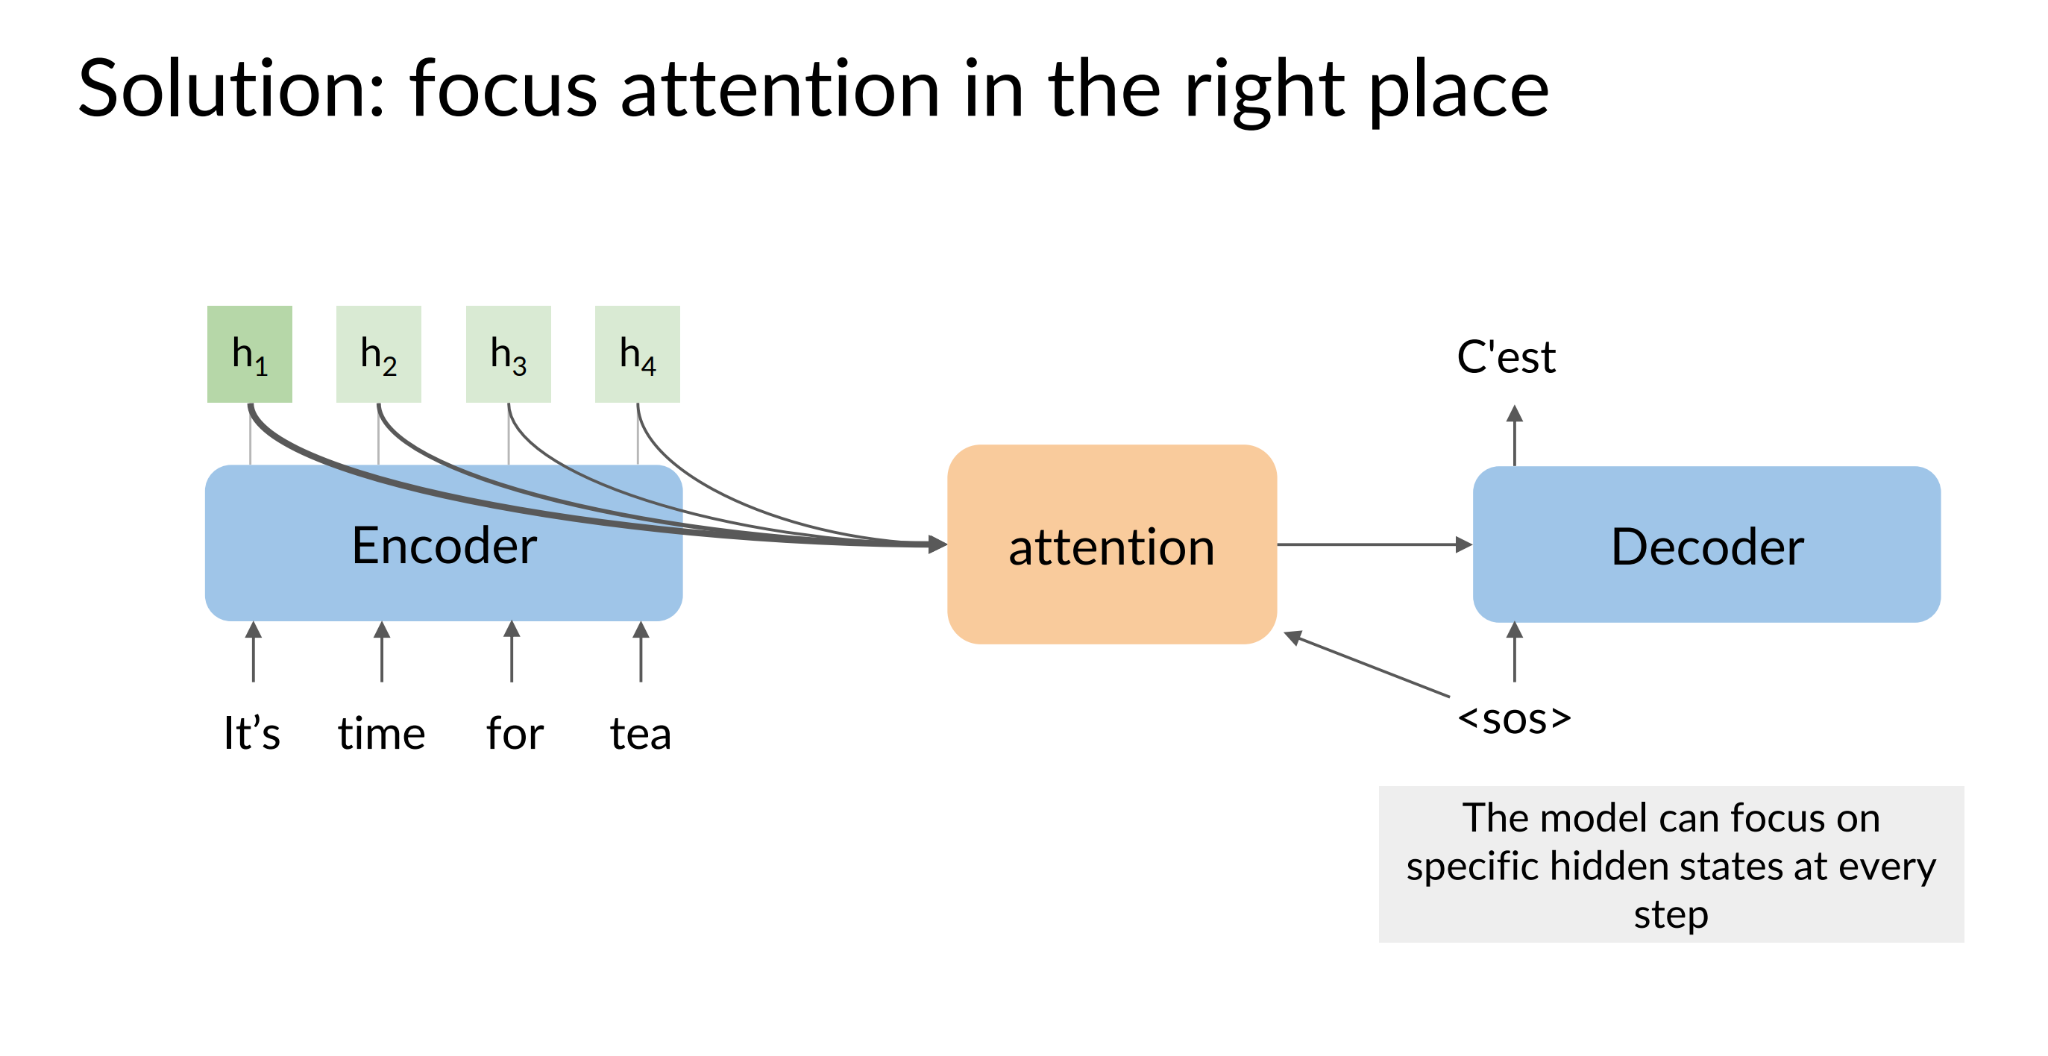 Solution: focus attention in the right place
h₁ h₂ h₃ h₄
C'est
Encoder
attention
Decoder
It’s time for tea
<sos>
The model can focus on
specific hidden states at every
step